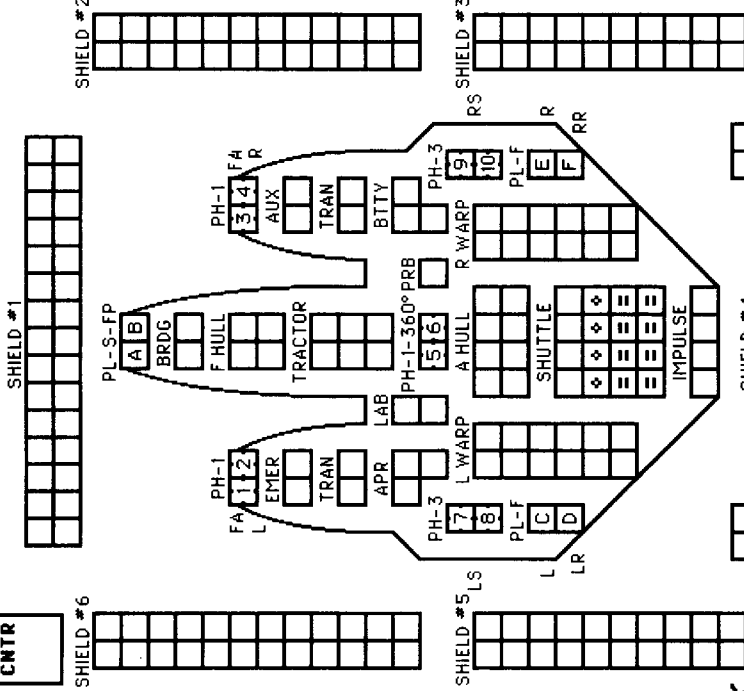 CNTR
SHIELD #1
SHIELD #6
SHIELD #2
PL-S-FP
A B
BRDG
PH-1
1 2
FA
L
PH-1
3 4
FA
R
F HULL
EMER
AUX
TRACTOR
TRAN
TRAN
LAB
APR
BTTY
PH-1-360°
5 6
PRB
PH-3
7
8
PH-3
9
10
LS
RS
SHIELD #5
SHIELD #3
L WARP
A HULL
R WARP
PL-F
C
D
PL-F
E
F
L
LR
R
RR
SHUTTLE
IMPULSE